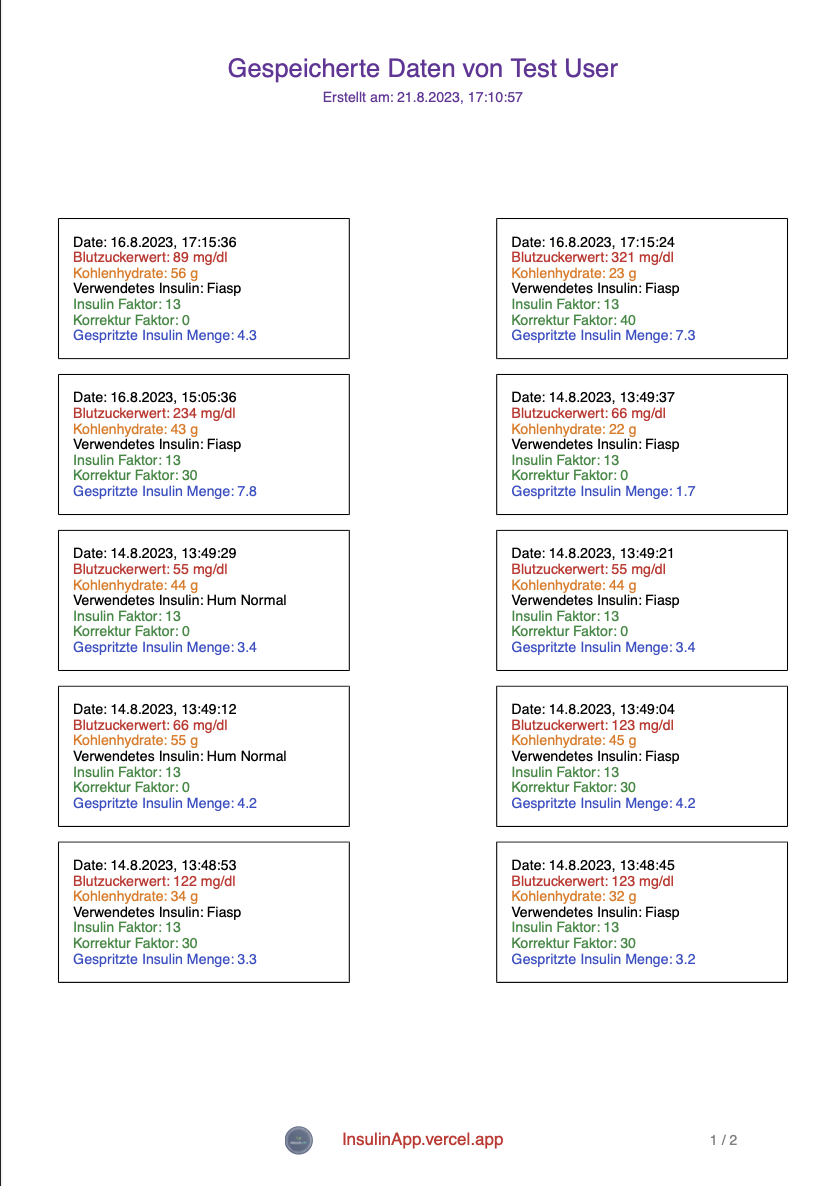 Gespeicherte Daten von Test User
Erstellt am: 21.8.2023, 17:10:57
Date: 16.8.2023, 17:15:36
Blutzuckerwert: 89 mg/dl
Kohlenhydrate: 56 g
Verwendetes Insulin: Fiasp
Insulin Faktor: 13
Korrektur Faktor: 0
Gespritzte Insulin Menge: 4.3
Date: 16.8.2023, 17:15:24
Blutzuckerwert: 321 mg/dl
Kohlenhydrate: 23 g
Verwendetes Insulin: Fiasp
Insulin Faktor: 13
Korrektur Faktor: 40
Gespritzte Insulin Menge: 7.3
Date: 16.8.2023, 15:05:36
Blutzuckerwert: 234 mg/dl
Kohlenhydrate: 43 g
Verwendetes Insulin: Fiasp
Insulin Faktor: 13
Korrektur Faktor: 30
Gespritzte Insulin Menge: 7.8
Date: 14.8.2023, 13:49:37
Blutzuckerwert: 66 mg/dl
Kohlenhydrate: 22 g
Verwendetes Insulin: Fiasp
Insulin Faktor: 13
Korrektur Faktor: 0
Gespritzte Insulin Menge: 1.7
Date: 14.8.2023, 13:49:29
Blutzuckerwert: 55 mg/dl
Kohlenhydrate: 44 g
Verwendetes Insulin: Hum Normal
Insulin Faktor: 13
Korrektur Faktor: 0
Gespritzte Insulin Menge: 3.4
Date: 14.8.2023, 13:49:21
Blutzuckerwert: 55 mg/dl
Kohlenhydrate: 44 g
Verwendetes Insulin: Fiasp
Insulin Faktor: 13
Korrektur Faktor: 0
Gespritzte Insulin Menge: 3.4
Date: 14.8.2023, 13:49:12
Blutzuckerwert: 66 mg/dl
Kohlenhydrate: 55 g
Verwendetes Insulin: Hum Normal
Insulin Faktor: 13
Korrektur Faktor: 0
Gespritzte Insulin Menge: 4.2
Date: 14.8.2023, 13:49:04
Blutzuckerwert: 123 mg/dl
Kohlenhydrate: 45 g
Verwendetes Insulin: Fiasp
Insulin Faktor: 13
Korrektur Faktor: 30
Gespritzte Insulin Menge: 4.2
Date: 14.8.2023, 13:48:53
Blutzuckerwert: 122 mg/dl
Kohlenhydrate: 34 g
Verwendetes Insulin: Fiasp
Insulin Faktor: 13
Korrektur Faktor: 30
Gespritzte Insulin Menge: 3.3
Date: 14.8.2023, 13:48:45
Blutzuckerwert: 123 mg/dl
Kohlenhydrate: 32 g
Verwendetes Insulin: Fiasp
Insulin Faktor: 13
Korrektur Faktor: 30
Gespritzte Insulin Menge: 3.2
InsulinApp.vercel.app
1 / 2